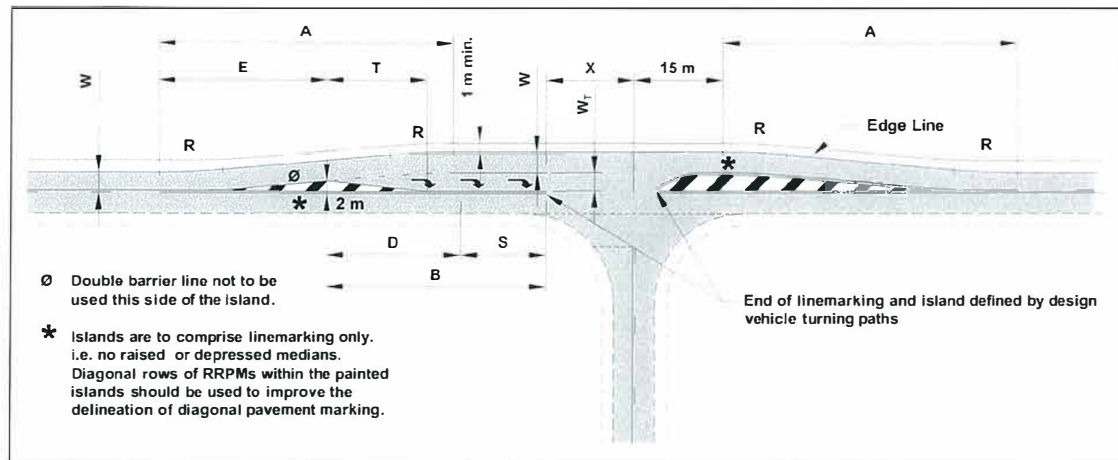 A
A
E
T
1 m min.
W
X
15 m
W
W_T
R
R
R
R
Edge Line
Ø
*
*
2 m
D
S
B
Ø Double barrier line not to be
used this side of the island.
* Islands are to comprise linemarking only.
i.e. no raised or depressed medians.
Diagonal rows of RRPMs within the painted
islands should be used to improve the
delineation of diagonal pavement marking.
End of linemarking and island defined by design
vehicle turning paths